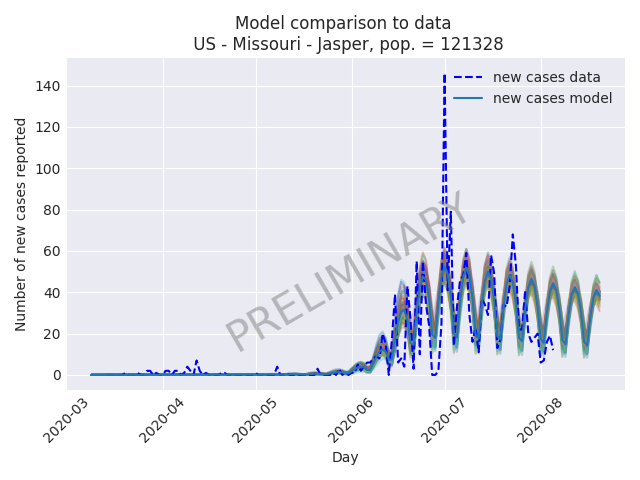 Model comparison to data
US - Missouri - Jasper, pop. = 121328
new cases data
new cases model
Number of new cases reported
140
120
100
80
60
40
20
0
PRELIMINARY
2020-03
2020-04
2020-05
2020-06
2020-07
2020-08
Day